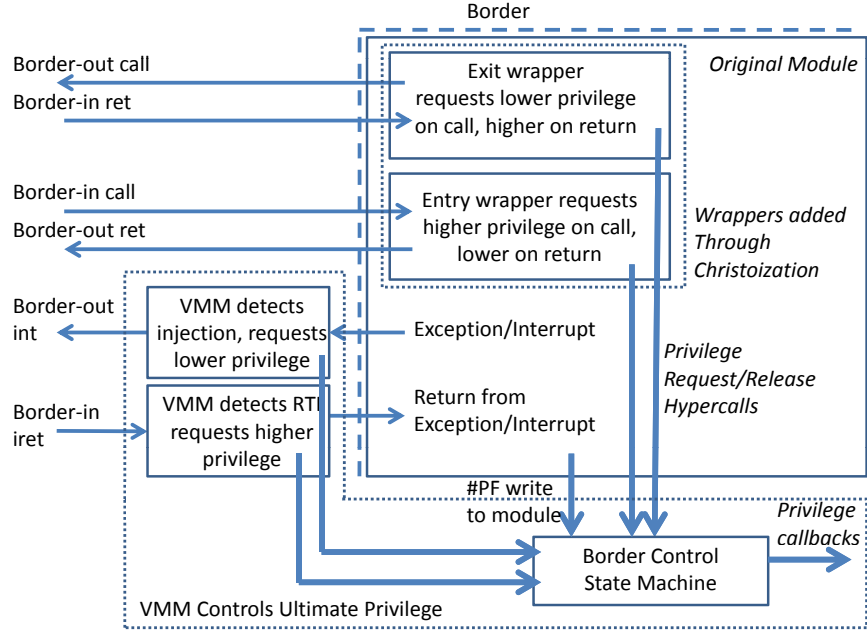 Border
Border-out call
Border-in ret
Exit wrapper
requests lower privilege
on call, higher on return
Original Module
Border-in call
Border-out ret
Entry wrapper requests
higher privilege on call,
lower on return
Wrappers added
Through
Christoization
Border-out
int
VMM detects
injection, requests
lower privilege
Exception/Interrupt
Privilege
Request/Release
Hypercalls
Border-in
iret
VMM detects RTI
requests higher
privilege
Return from
Exception/Interrupt
#PF write
to module
Privilege
callbacks
Border Control
State Machine
VMM Controls Ultimate Privilege